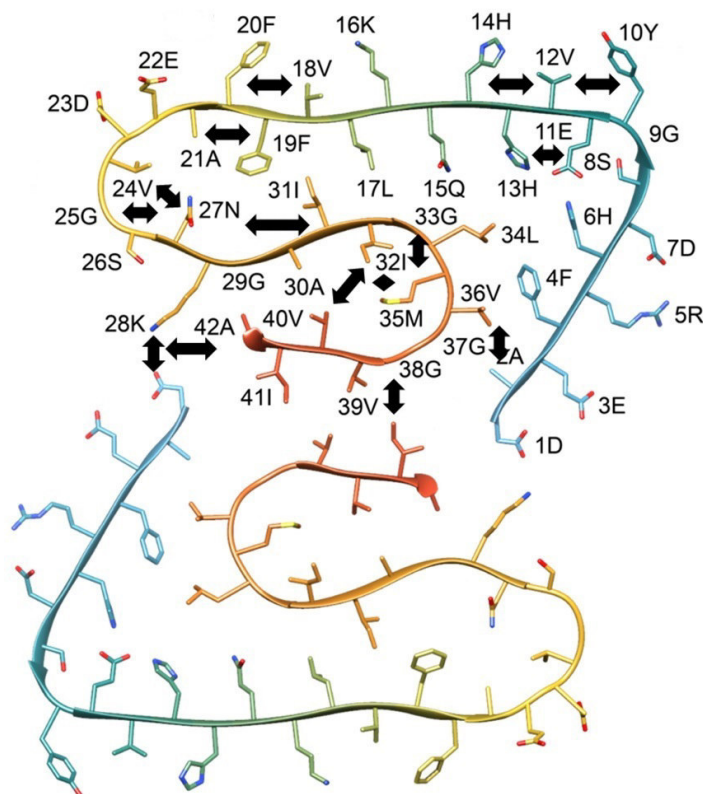 20F
16K
14H
10Y
22E
18V
12V
23D
19F
11E
9G
21A
8S
24V
31I
17L
15Q
13H
25G
27N
33G
6H
26S
34L
7D
29G
32I
30A
4F
28K
42A
40V
35M
36V
5R
37G
2A
38G
41I
39V
3E
1D